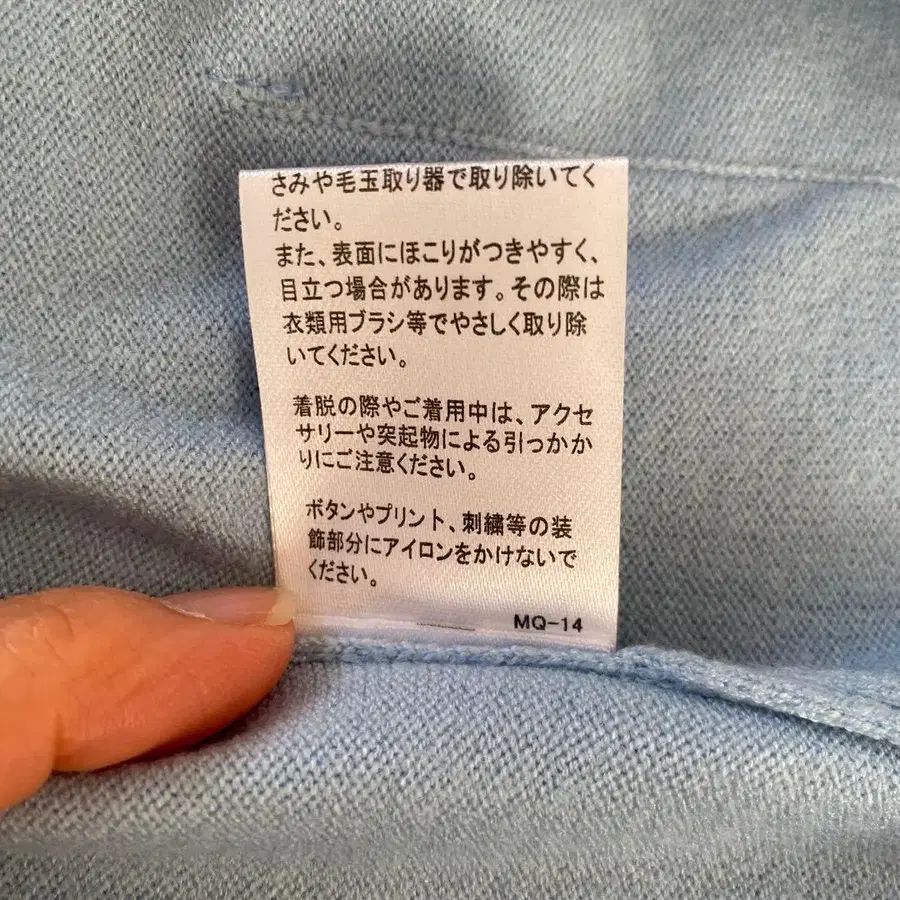 さみや毛玉取り器で取り除いてく
ださい。
また、表面にほこりがつきやすく、
目立つ場合があります。その際は
衣類用ブラシ等でやさしく取り除
いてください。
着脱の際やご着用中は、アクセ
サリーや突起物による引っかか
りにご注意ください。
ボタンやプリント、刺繍等の装
飾部分にアイロンをかけないで
ください。
MQ-14